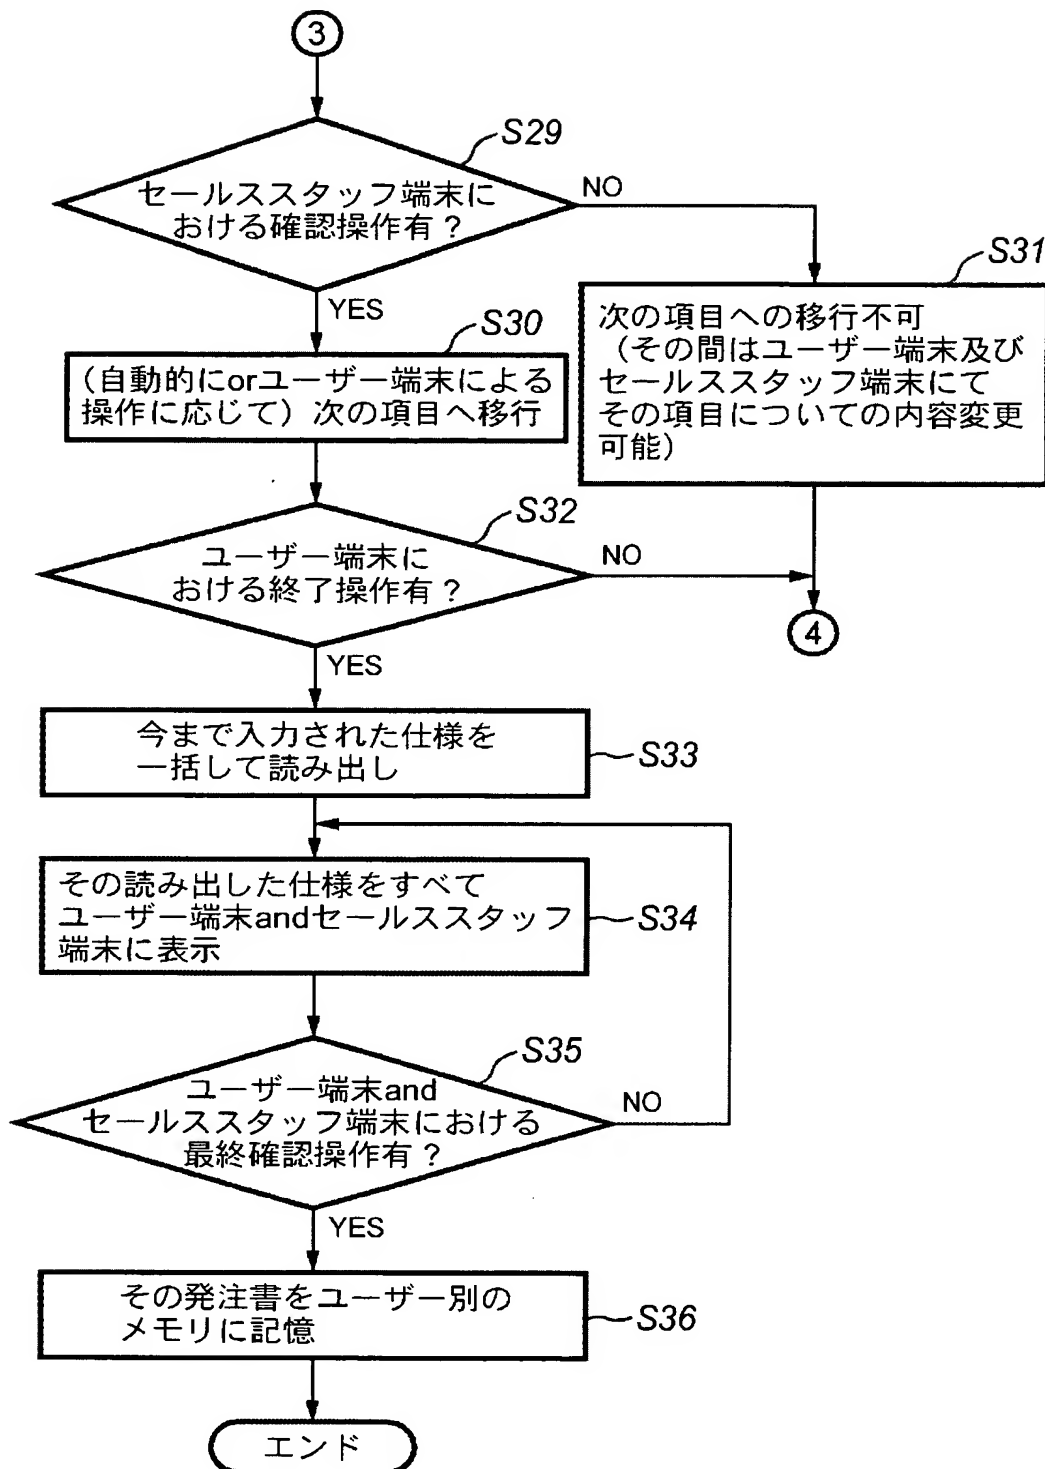 ③
S29
セールススタッフ端末に
おける確認操作有？
NO
YES
S31
次の項目への移行不可
（その間はユーザー端末及び
セールススタッフ端末にて
その項目についての内容変更
可能）
S30
（自動的にorユーザー端末による
操作に応じて）次の項目へ移行
S32
ユーザー端末に
おける終了操作有？
NO
④
YES
今まで入力された仕様を
一括して読み出し
S33
その読み出した仕様をすべて
ユーザー端末andセールススタッフ
端末に表示
S34
S35
ユーザー端末and
セールススタッフ端末における
最終確認操作有？
NO
YES
その発注書をユーザー別の
メモリに記憶
S36
エンド